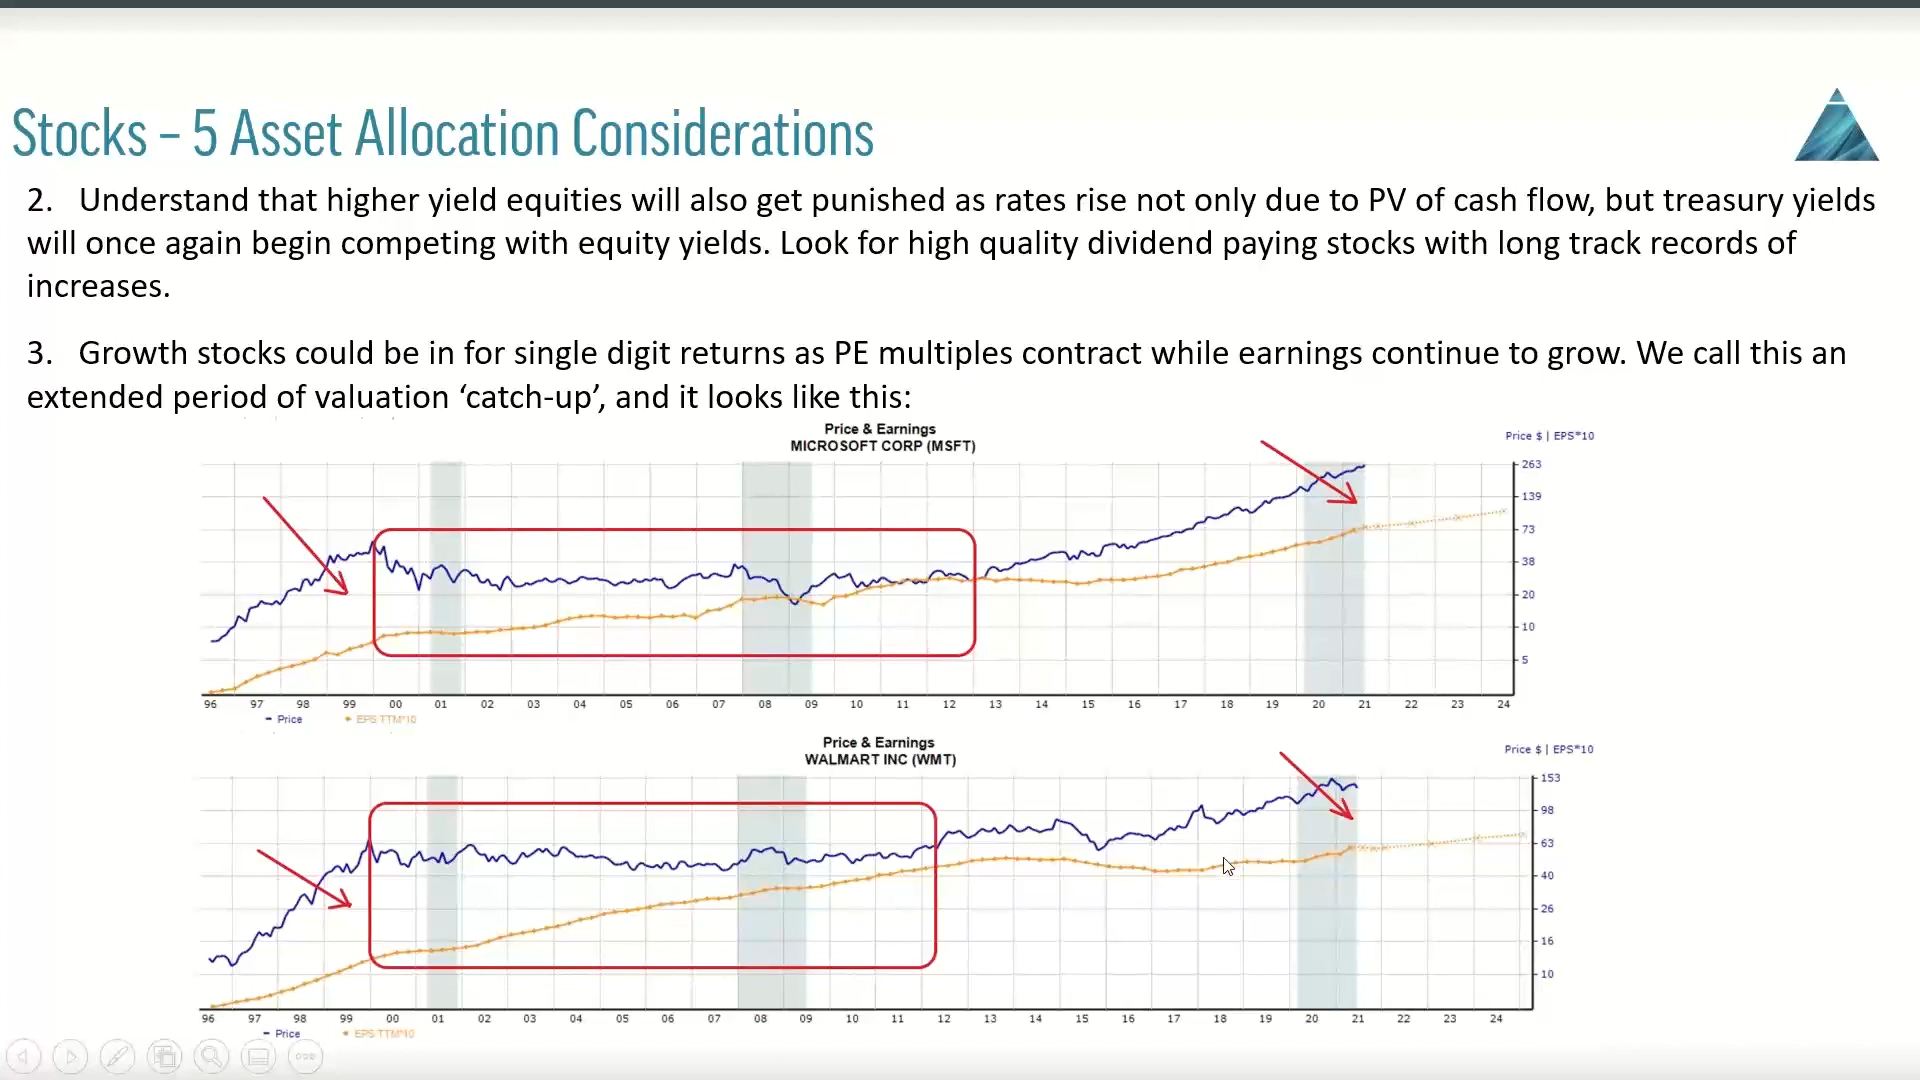 Stocks – 5 Asset Allocation Considerations
2. Understand that higher yield equities will also get punished as rates rise not only due to PV of cash flow, but treasury yields
will once again begin competing with equity yields. Look for high quality dividend paying stocks with long track records of
increases.
3. Growth stocks could be in for single digit returns as PE multiples contract while earnings continue to grow. We call this an
extended period of valuation ‘catch-up’, and it looks like this:
Price & Earnings
MICROSOFT CORP (MSFT)
Price $ | EPS*10
263
139
73
38
20
10
5
96 97 98 99 00 01 02 03 04 05 06 07 08 09 10 11 12 13 14 15 16 17 18 19 20 21 22 23 24
Price EPS TTM*10
Price & Earnings
WALMART INC (WMT)
Price $ | EPS*10
153
98
63
40
26
16
10
96 97 98 99 00 01 02 03 04 05 06 07 08 09 10 11 12 13 14 15 16 17 18 19 20 21 22 23 24
Price EPS TTM*10